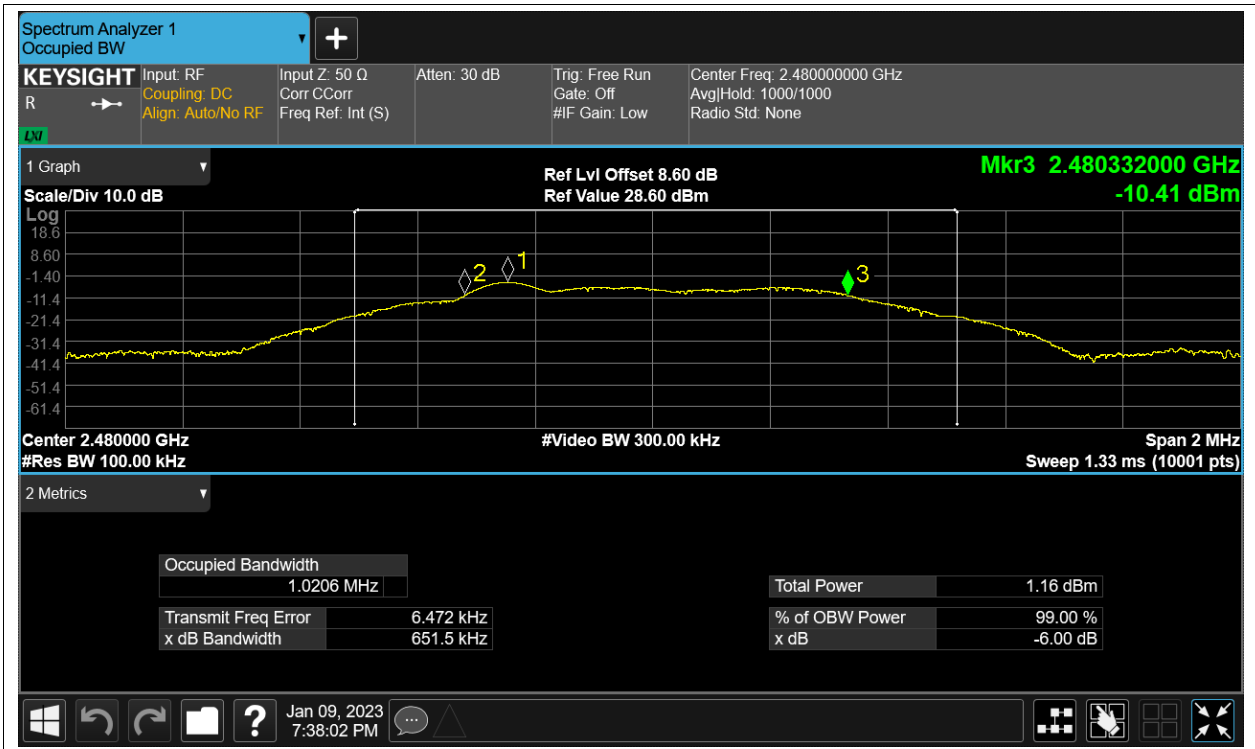 Spectrum Analyzer 1
Occupied BW
KEYSIGHT
R
LXI
Input: RF
Coupling: DC
Align: Auto/No RF
Input Z: 50 Ω
Corr CCorr
Freq Ref: Int (S)
Atten: 30 dB
Trig: Free Run
Gate: Off
#IF Gain: Low
Center Freq: 2.480000000 GHz
Avg|Hold: 1000/1000
Radio Std: None
1 Graph
Scale/Div 10.0 dB
Ref Lvl Offset 8.60 dB
Ref Value 28.60 dBm
Mkr3 2.480332000 GHz
-10.41 dBm
Log
18.6
8.60
-1.40
-11.4
-21.4
-31.4
-41.4
-51.4
-61.4
2
1
3
Center 2.480000 GHz
#Res BW 100.00 kHz
#Video BW 300.00 kHz
Span 2 MHz
Sweep 1.33 ms (10001 pts)
2 Metrics
Occupied Bandwidth
1.0206 MHz
Transmit Freq Error 6.472 kHz
x dB Bandwidth 651.5 kHz
Total Power 1.16 dBm
% of OBW Power 99.00 %
x dB -6.00 dB
?
Jan 09, 2023
7:38:02 PM